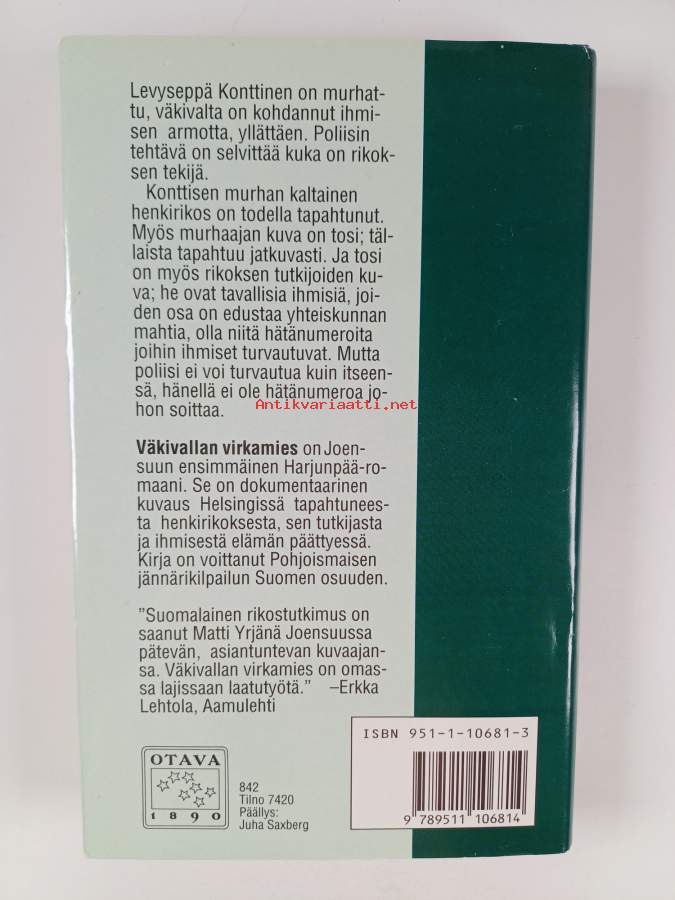 Levyseppä Konttinen on murhat-
tu, väkivalta on kohdannut ihmi-
sen armotta, yllättäen. Poliisin
tehtävä on selvittää kuka on rikok-
sen tekijä.
Konttisen murhan kaltainen
henkirikos on todella tapahtunut.
Myös murhaajan kuva on tosi; täl-
laista tapahtuu jatkuvasti. Ja tosi
on myös rikoksen tutkijoiden ku-
va; he ovat tavallisia ihmisiä, joi-
den osa on edustaa yhteiskunnan
mahtia, olla niitä hätänumeroita
joihin ihmiset turvautuvat. Mutta
poliisi ei voi turvautua kuin itseen-
sä, hänellä ei ole hätänumeroa jo-
hon soittaa.
Antikvariaatti.net
Väkivallan virkamies on Joen-
suun ensimmäinen Harjunpää-ro-
maani. Se on dokumentaarinen
kuvaus Helsingissä tapahtunees-
ta henkirikoksesta, sen tutkijasta
ja ihmisestä elämän päättyessä.
Kirja on voittanut Pohjoismaisen
jännärikilpailun Suomen osuuden.
"Suomalainen rikostutkimus on
saanut Matti Yrjänä Joensuussa
pätevän, asiantuntevan kuvaajan-
sa. Väkivallan virkamies on omas-
sa lajissaan laatutyötä." –Erkka
Lehtola, Aamulehti
OTAVA
1890
842
Tilno 7420
Päällys:
Juha Saxberg
ISBN 951-1-10681-3
9 789511 106814